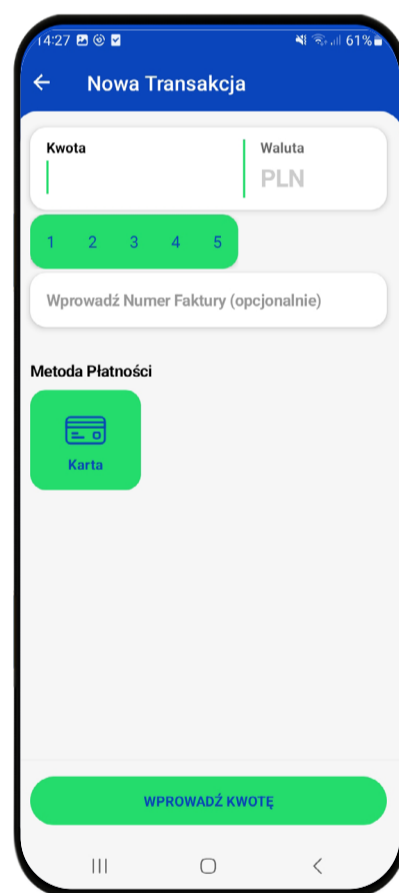 14:27 61%
Nowa Transakcja
Kwota Waluta
PLN
1 2 3 4 5
Wprowadź Numer Faktury (opcjonalnie)
Metoda Płatności
Karta
WPROWADŹ KWOTĘ